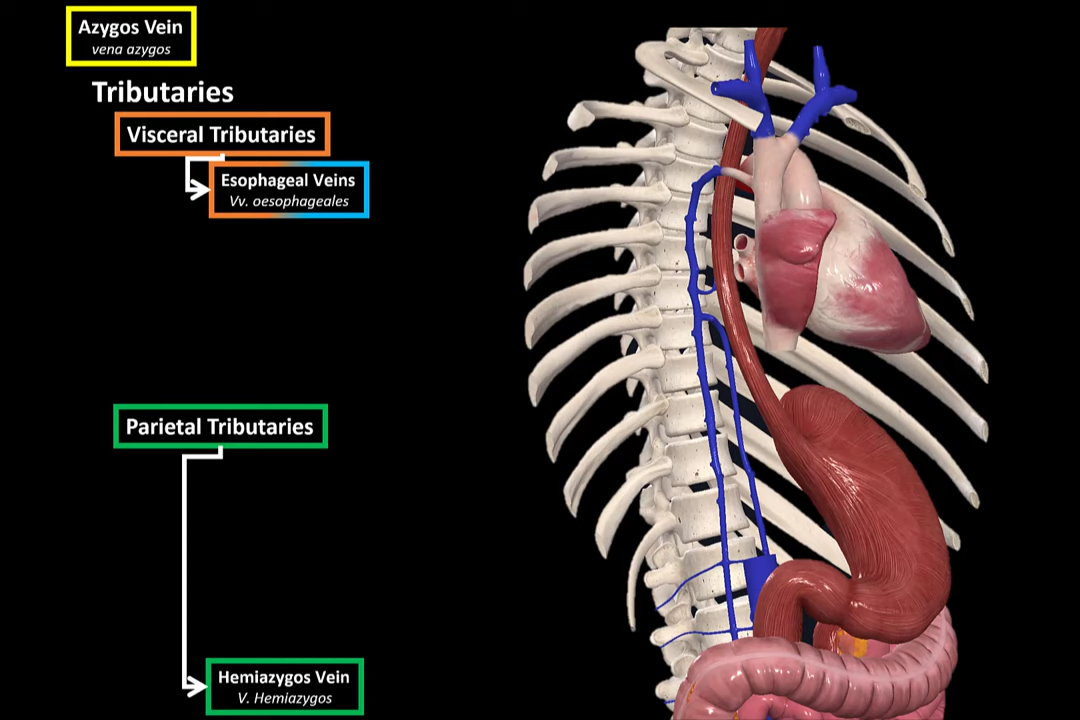 Azygos Vein
vena azygos
Tributaries
Visceral Tributaries
Esophageal Veins
Vv. oesophageales
Parietal Tributaries
Hemiazygos Vein
V. Hemiazygos